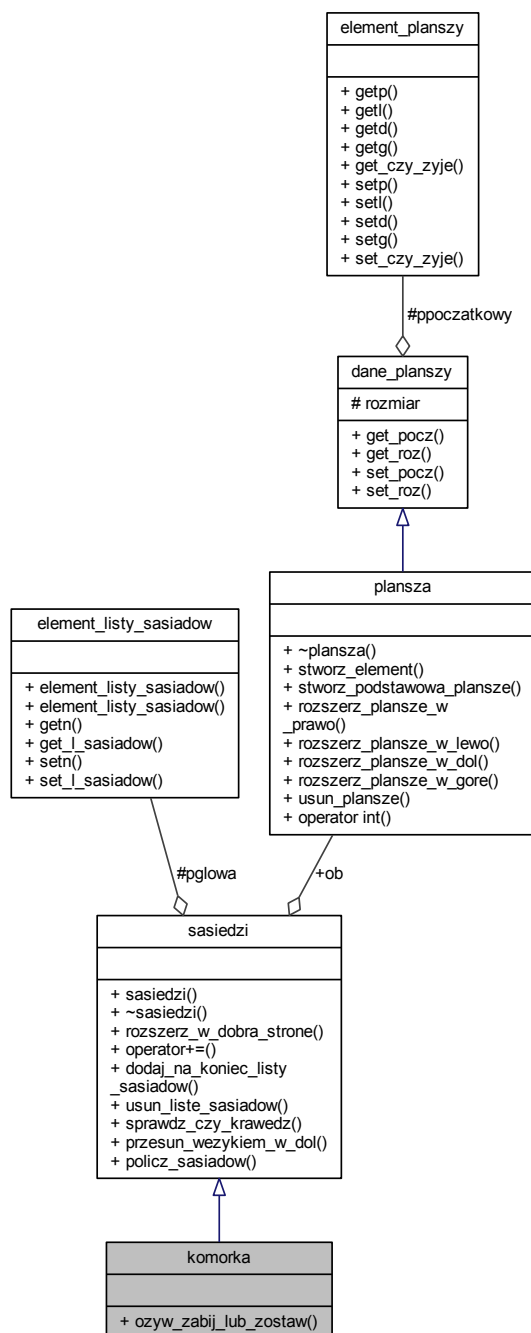 element_planszy
+ getp()
+ getl()
+ getd()
+ getg()
+ get_czy_zyje()
+ setp()
+ setl()
+ setd()
+ setg()
+ set_czy_zyje()
#ppoczatkowy
dane_planszy
# rozmiar
+ get_pocz()
+ get_roz()
+ set_pocz()
+ set_roz()
plansza
+ ~plansza()
+ stworz_element()
+ stworz_podstawowa_plansze()
+ rozszerz_plansze_w
_prawo()
+ rozszerz_plansze_w_lewo()
+ rozszerz_plansze_w_dol()
+ rozszerz_plansze_w_gore()
+ usun_plansze()
+ operator int()
element_listy_sasiadow
+ element_listy_sasiadow()
+ element_listy_sasiadow()
+ getn()
+ get_l_sasiadow()
+ setn()
+ set_l_sasiadow()
#pglowa
+ob
sasiedzi
+ sasiedzi()
+ ~sasiedzi()
+ rozszerz_w_dobra_strone()
+ operator+=()
+ dodaj_na_koniec_listy
_sasiadow()
+ usun_liste_sasiadow()
+ sprawdz_czy_krawedz()
+ przesun_wezykiem_w_dol()
+ policz_sasiadow()
komorka
+ ozyw_zabij_lub_zostaw()